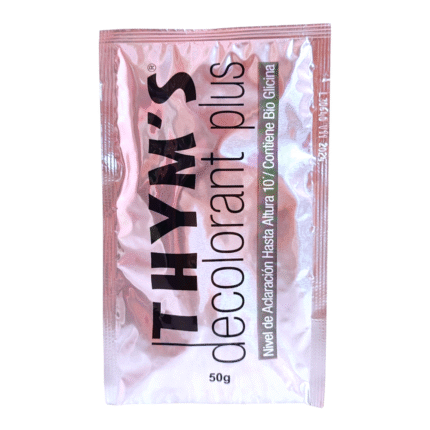 THYM'S®
decolorant plus
Nivel de Aclaración Hasta Altura 10°/ Contiene Bio Glicina
50g